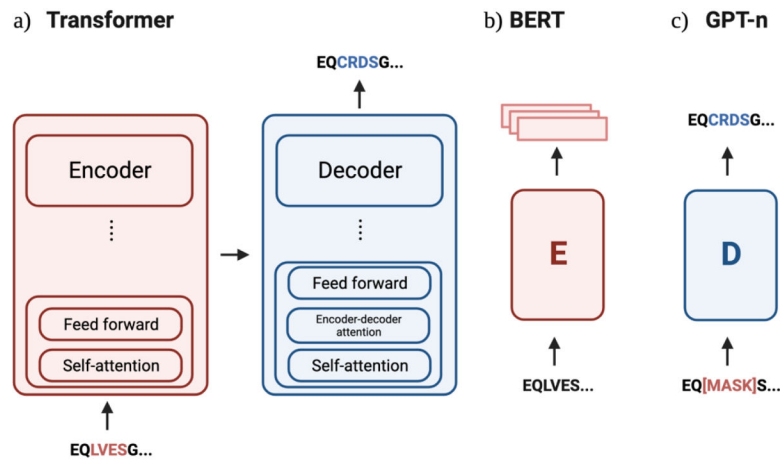 a) Transformer
EQCRDSG...
Encoder
Feed forward
Self-attention
EQLVESG...
Decoder
Feed forward
Encoder-decoder
attention
Self-attention
b) BERT
E
EQLVES...
c) GPT-n
EQCRDSG...
D
EQ[MASK]S...